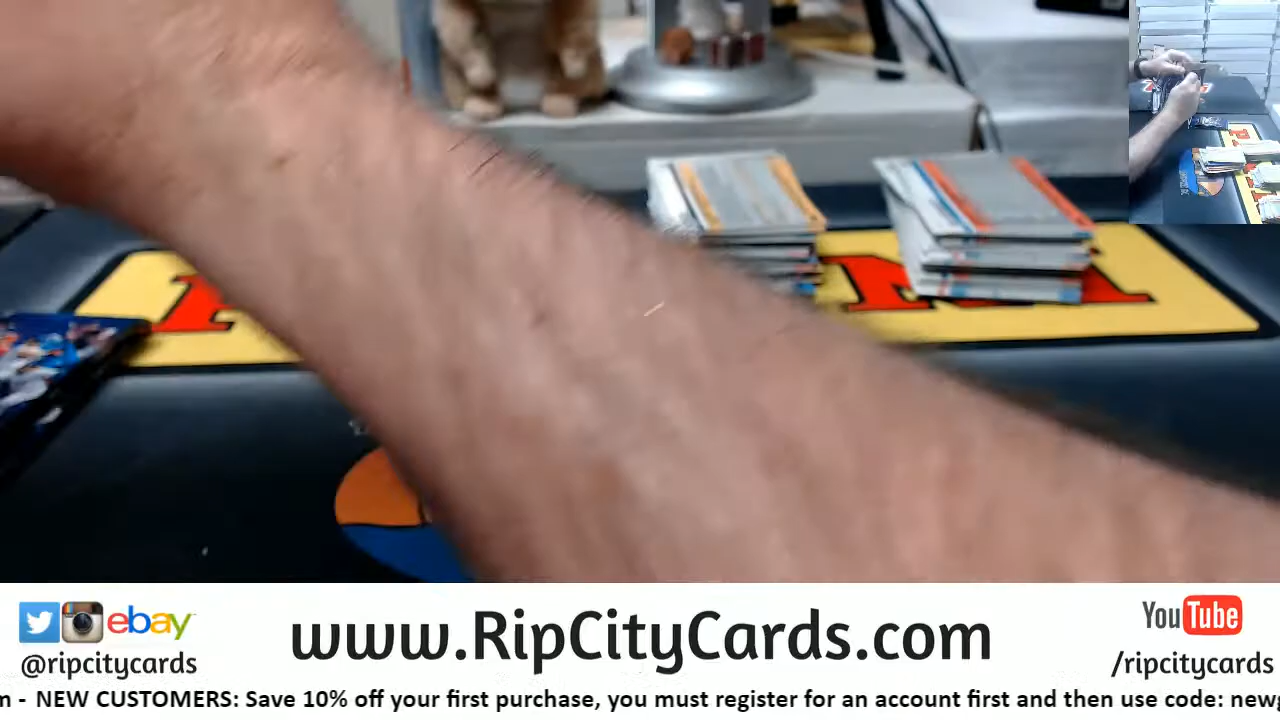 www.RipCityCards.com
ebay
@ripcitycards
YouTube
/ripcitycards
- NEW CUSTOMERS: Save 10% off your first purchase, you must register for an account first and then use code: